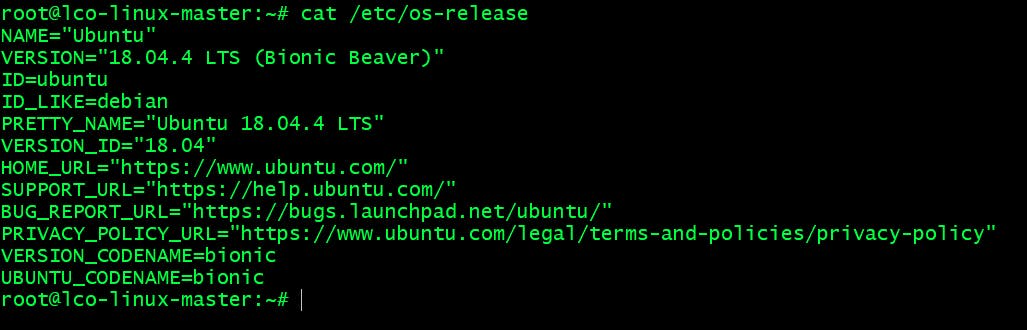 root@lco-linux-master:~# cat /etc/os-release
NAME="Ubuntu"
VERSION="18.04.4 LTS (Bionic Beaver)"
ID=ubuntu
ID_LIKE=debian
PRETTY_NAME="Ubuntu 18.04.4 LTS"
VERSION_ID="18.04"
HOME_URL="https://www.ubuntu.com/"
SUPPORT_URL="https://help.ubuntu.com/"
BUG_REPORT_URL="https://bugs.launchpad.net/ubuntu/"
PRIVACY_POLICY_URL="https://www.ubuntu.com/legal/terms-and-policies/privacy-policy"
VERSION_CODENAME=bionic
UBUNTU_CODENAME=bionic
root@lco-linux-master:~#